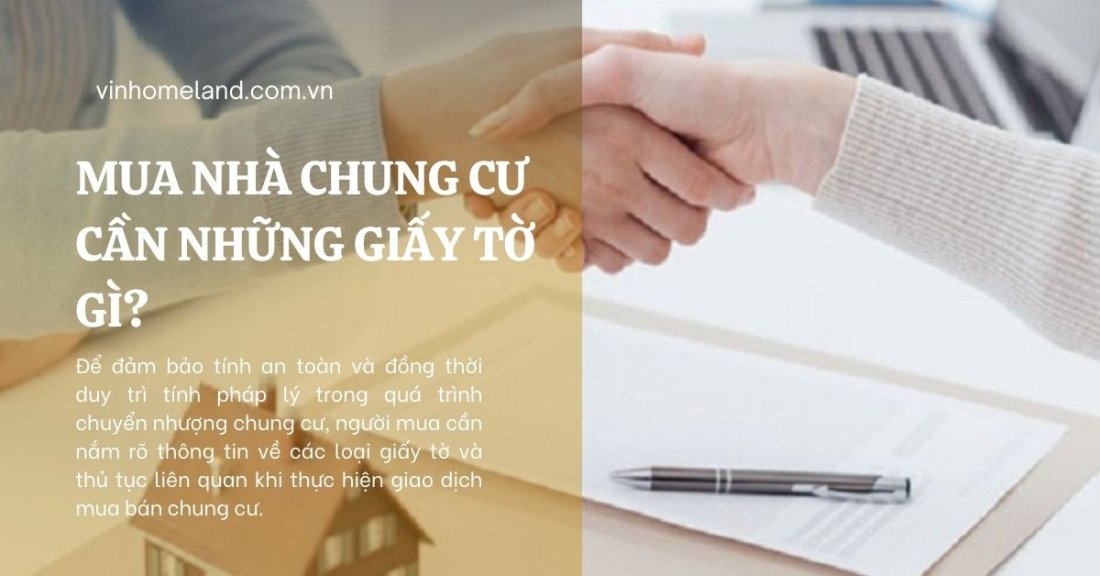 vinhomeland.com.vn
MUA NHÀ CHUNG CƯ
CẦN NHỮNG GIẤY TỜ
GÌ?
Để đảm bảo tính an toàn và đồng thời
duy trì tính pháp lý trong quá trình
chuyển nhượng chung cư, người mua cần
nắm rõ thông tin về các loại giấy tờ và
thủ tục liên quan khi thực hiện giao dịch
mua bán chung cư.